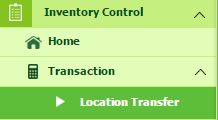 Inventory Control
Home
Transaction
Location Transfer